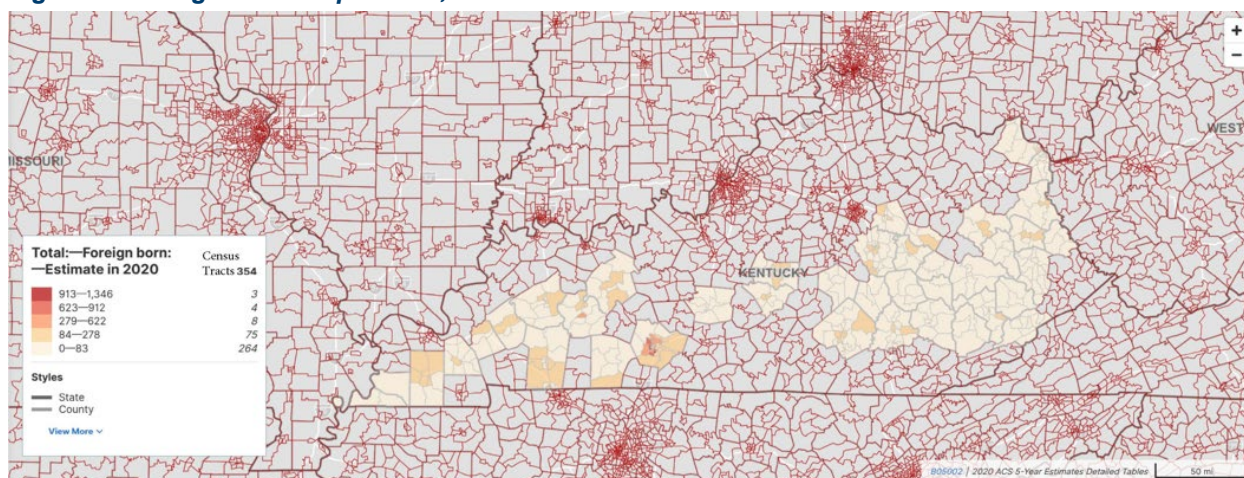 MISSOURI
WEST
KENTUCKY
+
−
Total:—Foreign born:
—Estimate in 2020
Census
Tracts 354
913—1,346 3
623—912 4
279—622 8
84—278 75
0—83 264
Styles
State
County
View More
B05002 | 2020 ACS 5-Year Estimates Detailed Tables
50 mi